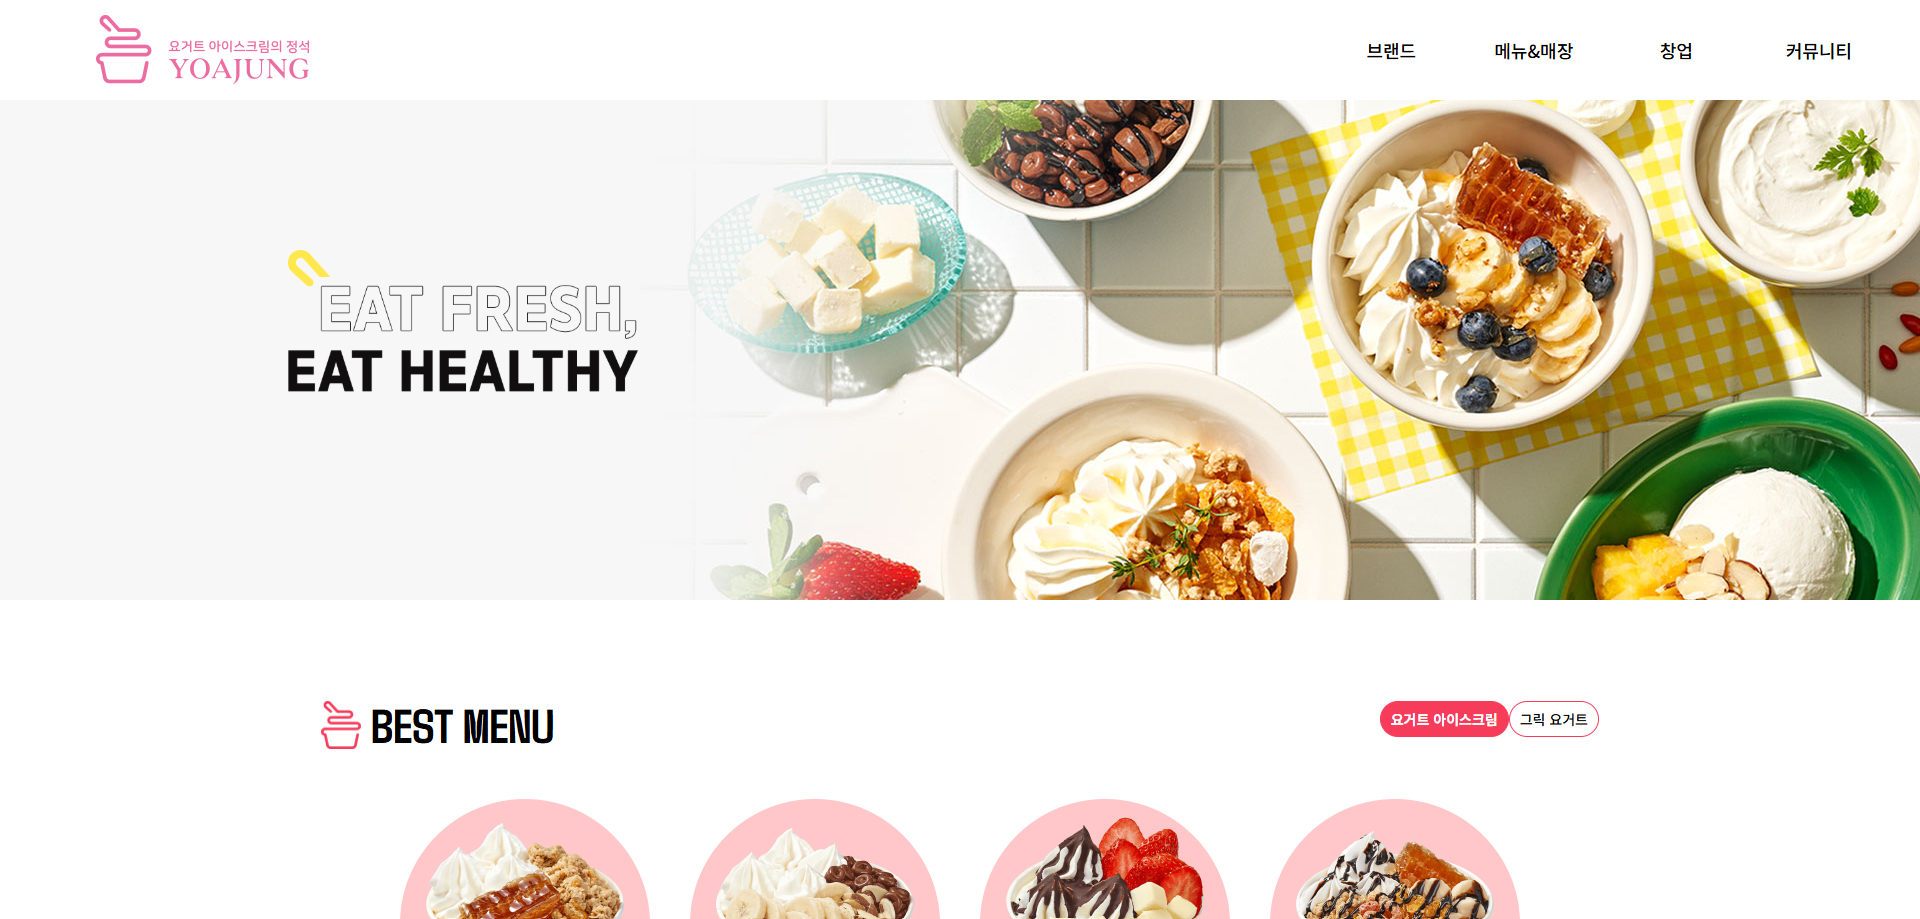 요거트 아이스크림의 정석
YOAJUNG
브랜드
메뉴&매장
창업
커뮤니티
EAT FRESH,
EAT HEALTHY
BEST MENU
요거트 아이스크림
그릭 요거트